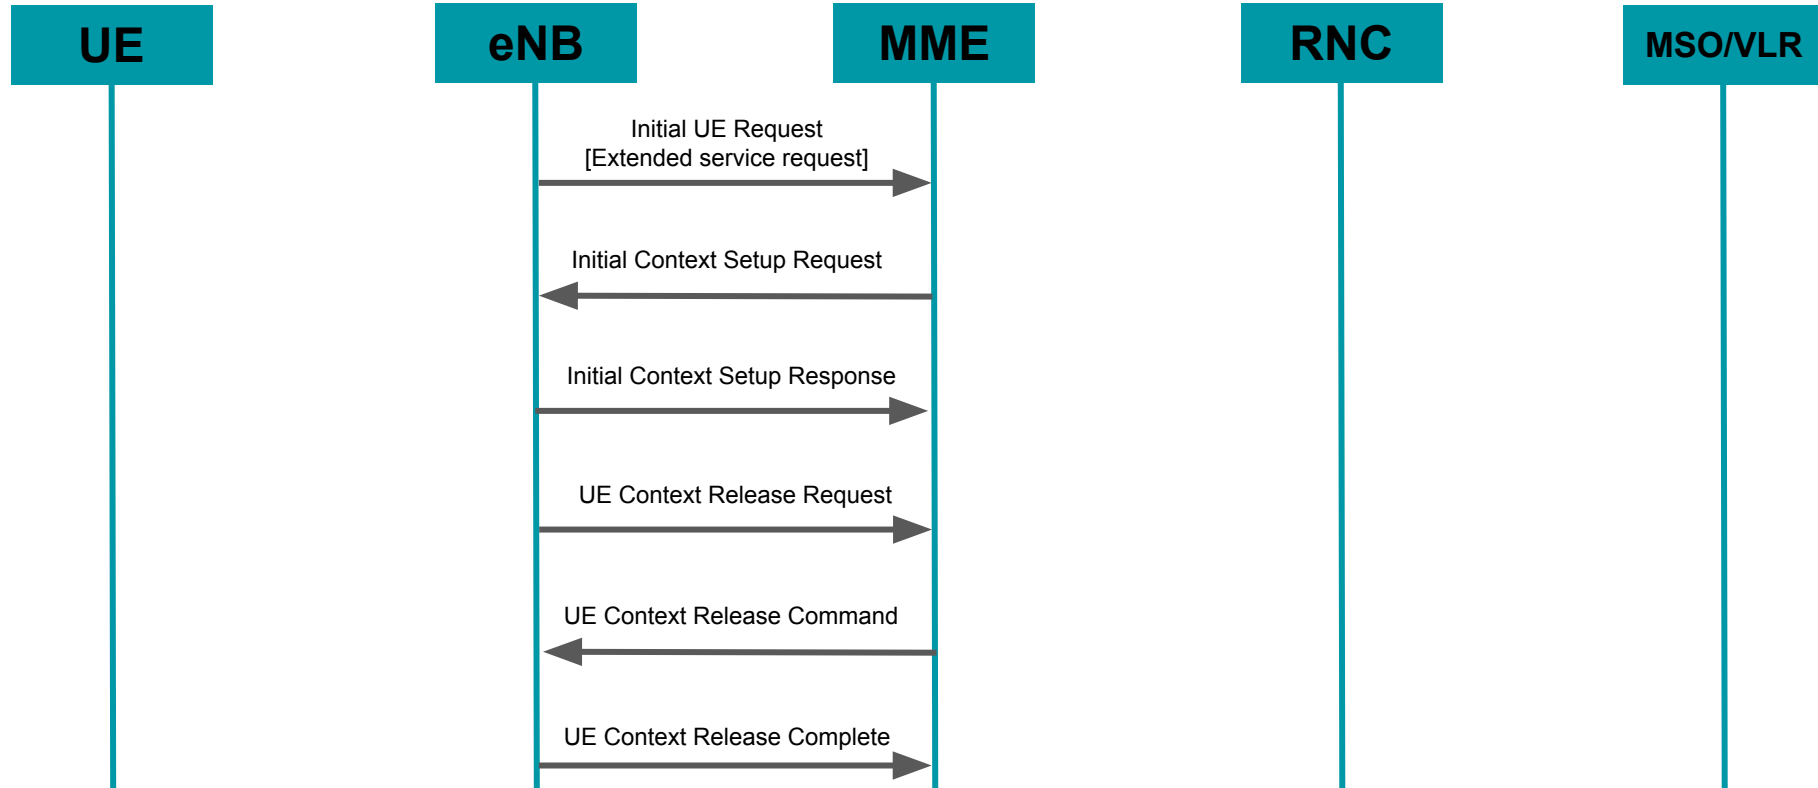 UE
eNB
MME
RNC
MSO/VLR
Initial UE Request
[Extended service request]
Initial Context Setup Request
Initial Context Setup Response
UE Context Release Request
UE Context Release Command
UE Context Release Complete